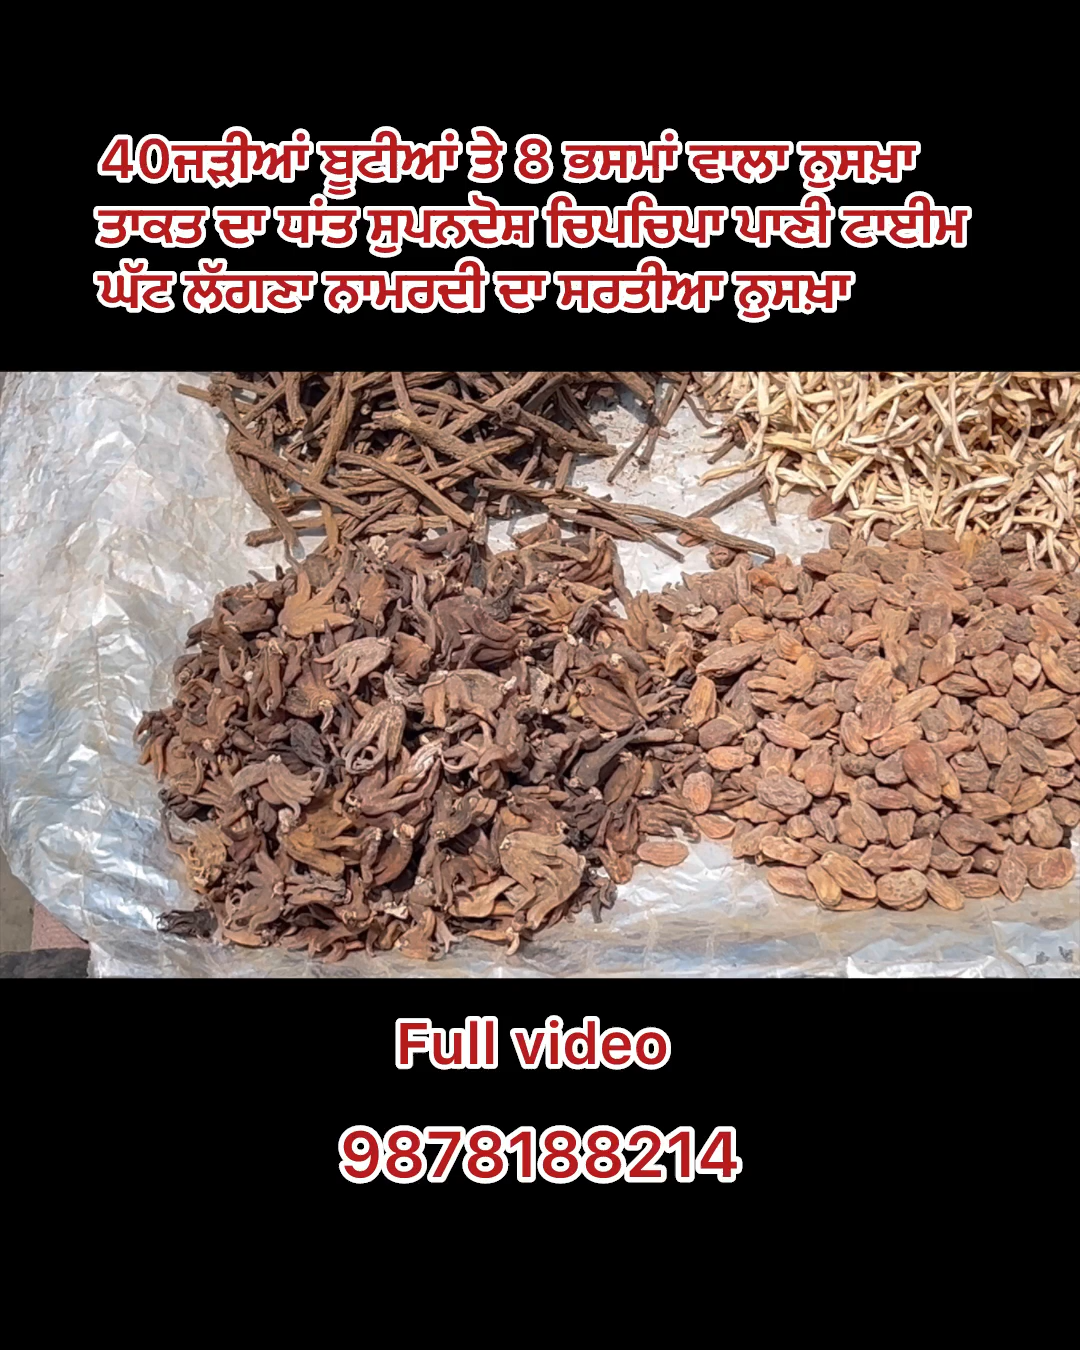 40ਜੜੀਆਂ ਬੂਟੀਆਂ ਤੇ 8 ਭਸਮਾਂ ਵਾਲਾ ਨੁਸਖ਼ਾ
ਤਾਕਤ ਦਾ ਧਾਂਤ ਸੁਪਨਦੋਸ਼ ਚਿਪਚਿਪਾ ਪਾਣੀ ਟਾਈਮ
ਘੱਟ ਲੱਗਣਾ ਨਾਮਰਦੀ ਦਾ ਸਰਤੀਆ ਨੁਸਖ਼ਾ
Full video
9878188214